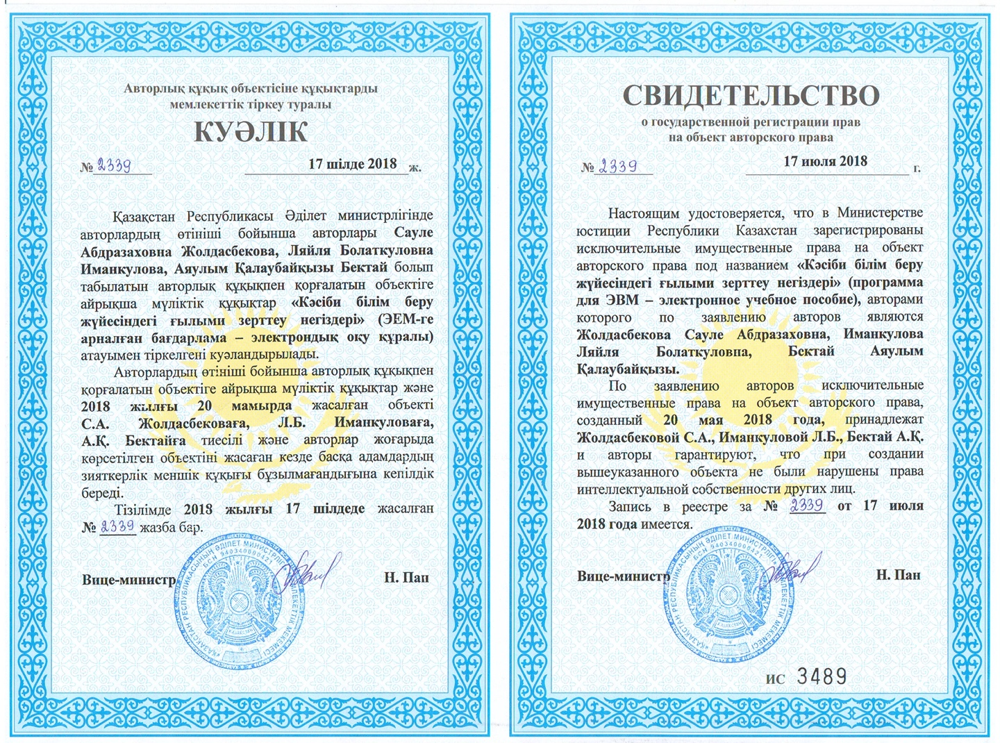 Авторлық құқық объектісіне құқықтарды
мемлекеттік тіркеу туралы
КУӘЛІК
№ 2339 17 шілде 2018 ж.
Қазақстан Республикасы Әділет министрлігінде
авторлардың өтініші бойынша авторлары Сауле
Абдразаховна Жолдасбекова, Ляйля Болаткуловна
Иманкулова, Аяулым Қалаубайқызы Бектай болып
табылатын авторлық құқықпен қорғалатын объектіге
айрықша мүліктік құқықтар «Кәсіби білім беру
жүйесіндегі ғылыми зерттеу негіздері» (ЭЕМ-ге
арналған бағдарлама – электрондық оқу құралы)
атауымен тіркелгені куәландырылады.
Авторлардың өтініші бойынша авторлық құқықпен
қорғалатын объектіге айрықша мүліктік құқықтар және
2018 жылғы 20 мамырда жасалған объекті
С.А. Жолдасбековаға, Л.Б. Иманкуловаға,
А.Қ. Бектайға тиесілі және авторлар жоғарыда
көрсетілген объектіні жасаған кезде басқа адамдардың
зияткерлік меншік құқығы бұзылмағандығына кепілдік
береді.
Тізілімде 2018 жылғы 17 шілдеде жасалған
№ 2339 жазба бар.
Вице-министр Н. Пан
ҚАЗАҚСТАН РЕСПУБЛИКАСЫНЫҢ ӘДІЛЕТ МИНИСТРЛІГІ
МЕМЛЕКЕТТІК МЕКЕМЕСІ
БСН 940340000421
ҚАЗАҚСТАН
СВИДЕТЕЛЬСТВО
о государственной регистрации прав
на объект авторского права
№ 2339 17 июля 2018 г.
Настоящим удостоверяется, что в Министерстве
юстиции Республики Казахстан зарегистрированы
исключительные имущественные права на объект
авторского права под названием «Кәсіби білім беру
жүйесіндегі ғылыми зерттеу негіздері» (программа
для ЭВМ – электронное учебное пособие), авторами
которого по заявлению авторов являются
Жолдасбекова Сауле Абдразаховна, Иманкулова
Ляйля Болаткуловна, Бектай Аяулым
Қалаубайқызы.
По заявлению авторов исключительные
имущественные права на объект авторского права,
созданный 20 мая 2018 года, принадлежат
Жолдасбековой С.А., Иманкуловой Л.Б., Бектай А.Қ.
и авторы гарантируют, что при создании
вышеуказанного объекта не были нарушены права
интеллектуальной собственности других лиц.
Запись в реестре за № 2339 от 17 июля
2018 года имеется.
Вице-министр Н. Пан
ҚАЗАҚСТАН РЕСПУБЛИКАСЫНЫҢ ӘДІЛЕТ МИНИСТРЛІГІ
МЕМЛЕКЕТТІК МЕКЕМЕСІ
БСН 940340000421
ҚАЗАҚСТАН
ИС 3489